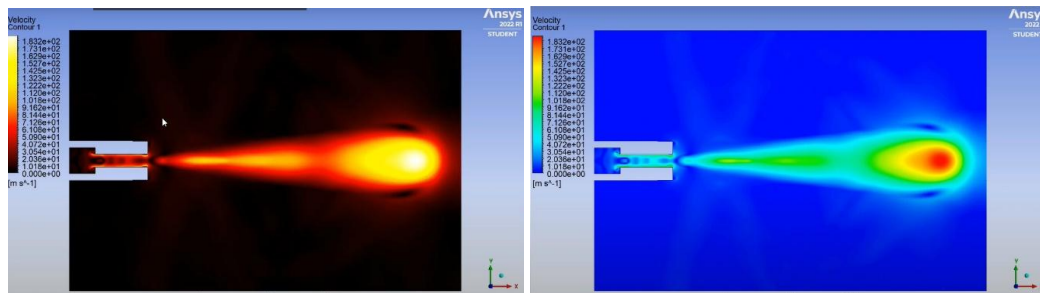 Velocity
Contour 1
1.832e+02
1.731e+02
1.629e+02
1.527e+02
1.425e+02
1.323e+02
1.222e+02
1.120e+02
1.018e+02
9.162e+01
8.144e+01
7.126e+01
6.108e+01
5.090e+01
4.072e+01
3.054e+01
2.036e+01
1.018e+01
0.000e+00
[m s^-1]
Ansys
2022 R1
STUDENT
Y
X
Velocity
Contour 1
1.832e+02
1.731e+02
1.629e+02
1.527e+02
1.425e+02
1.323e+02
1.222e+02
1.120e+02
1.018e+02
9.162e+01
8.144e+01
7.126e+01
6.108e+01
5.090e+01
4.072e+01
3.054e+01
2.036e+01
1.018e+01
0.000e+00
[m s^-1]
Ansy
2022
STUDENT
Y